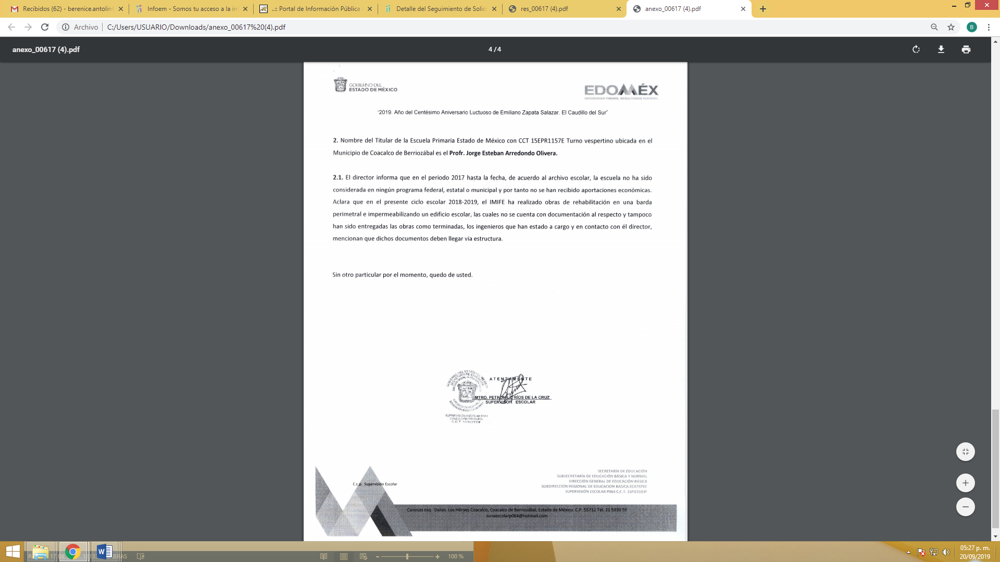 Recibidos (62) - berenice.antolin
Infoem - Somos tu acceso a la in
..:: Portal de Información Pública
Detalle del Seguimiento de Solici
res_00617 (4).pdf
anexo_00617 (4).pdf
Archivo
C:/Users/USUARIO/Downloads/anexo_00617%20(4).pdf
B
anexo_00617 (4).pdf
4 / 4
GOBIERNO DEL
ESTADO DE MÉXICO
EDOMÉX
DECISIONES FIRMES, RESULTADOS FUERTES.
"2019. Año del Centésimo Aniversario Luctuoso de Emiliano Zapata Salazar. El Caudillo del Sur"
2. Nombre del Titular de la Escuela Primaria Estado de México con CCT 15EPR1157E Turno vespertino ubicada en el
Municipio de Coacalco de Berriozábal es el Profr. Jorge Esteban Arredondo Olivera.
2.1. El director informa que en el periodo 2017 hasta la fecha, de acuerdo al archivo escolar, la escuela no ha sido
considerada en ningún programa federal, estatal o municipal y por tanto no se han recibido aportaciones económicas.
Aclara que en el presente ciclo escolar 2018-2019, el IMIFE ha realizado obras de rehabilitación en una barda
perimetral e impermeabilizando un edificio escolar, las cuales no se cuenta con documentación al respecto y tampoco
han sido entregadas las obras como terminadas, los ingenieros que han estado a cargo y en contacto con él director,
mencionan que dichos documentos deben llegar vía estructura.
Sin otro particular por el momento, quedo de usted.
ATENTAMENTE
MTRO. PETRONILO RÍOS DE LA CRUZ
SUPERVISOR ESCOLAR
SUPERVISIÓN ESCOLAR
EDUCACIÓN PRIMARIA
C.C.T.
SECRETARÍA DE EDUCACIÓN
SUBSECRETARÍA DE EDUCACIÓN BÁSICA Y NORMAL
DIRECCIÓN GENERAL DE EDUCACIÓN BÁSICA
SUBDIRECCIÓN REGIONAL DE EDUCACION BASICA ECATEPEC
SUPERVISIÓN ESCOLAR P064 C.C.T. 15FIZ2103F
C.c.p. Supervisión Escolar
Canosas esq. Dalias. Los Héroes Coacalco, Coacalco de Berriozábal, Estado de México. C.P. 55712 Tel. 21 5930 55
zonaescolarp064@hotmail.com
100 %
05:27 p. m.
20/09/2019